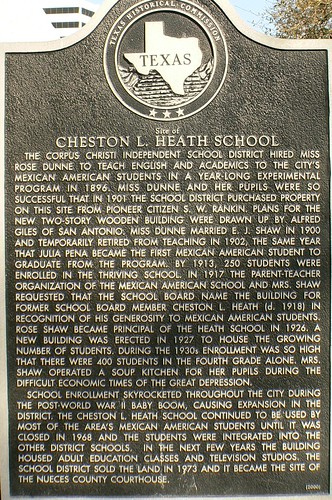 TEXAS HISTORICAL COMMISSION
TEXAS
Site of
CHESTON L. HEATH SCHOOL
THE CORPUS CHRISTI INDEPENDENT SCHOOL DISTRICT HIRED MISS
ROSE DUNNE TO TEACH ENGLISH AND ACADEMICS TO THE CITY'S
MEXICAN AMERICAN STUDENTS IN A YEAR-LONG EXPERIMENTAL
PROGRAM IN 1896. MISS DUNNE AND HER PUPILS WERE SO
SUCCESSFUL THAT IN 1901 THE SCHOOL DISTRICT PURCHASED PROPERTY
ON THIS SITE FROM PIONEER CITIZEN S. W. RANKIN. PLANS FOR THE
NEW TWO-STORY WOODEN BUILDING WERE DRAWN UP BY ALFRED
GILES OF SAN ANTONIO. MISS DUNNE MARRIED E. J. SHAW IN 1900
AND TEMPORARILY RETIRED FROM TEACHING IN 1902, THE SAME YEAR
THAT JULIA PENA BECAME THE FIRST MEXICAN AMERICAN STUDENT TO
GRADUATE FROM THE PROGRAM. BY 1913, 250 STUDENTS WERE
ENROLLED IN THE THRIVING SCHOOL. IN 1917 THE PARENT-TEACHER
ORGANIZATION OF THE MEXICAN AMERICAN SCHOOL AND MRS. SHAW
REQUESTED THAT THE SCHOOL BOARD NAME THE BUILDING FOR
FORMER SCHOOL BOARD MEMBER CHESTON L. HEATH (d. 1918) IN
RECOGNITION OF HIS GENEROSITY TO MEXICAN AMERICAN STUDENTS.
ROSE SHAW BECAME PRINCIPAL OF THE HEATH SCHOOL IN 1926. A
NEW BUILDING WAS ERECTED IN 1927 TO HOUSE THE GROWING
NUMBER OF STUDENTS. DURING THE 1930s ENROLLMENT WAS SO HIGH
THAT THERE WERE 400 STUDENTS IN THE FOURTH GRADE ALONE. MRS.
SHAW OPERATED A SOUP KITCHEN FOR HER PUPILS DURING THE
DIFFICULT ECONOMIC TIMES OF THE GREAT DEPRESSION.
SCHOOL ENROLLMENT SKYROCKETED THROUGHOUT THE CITY DURING
THE POST-WORLD WAR II BABY BOOM, CAUSING EXPANSION IN THE
DISTRICT. THE CHESTON L. HEATH SCHOOL CONTINUED TO BE USED BY
MOST OF THE AREA'S MEXICAN AMERICAN STUDENTS UNTIL IT WAS
CLOSED IN 1968 AND THE STUDENTS WERE INTEGRATED INTO THE
OTHER DISTRICT SCHOOLS. IN THE NEXT FEW YEARS THE BUILDING
HOUSED ADULT EDUCATION CLASSES AND TELEVISION STUDIOS. THE
SCHOOL DISTRICT SOLD THE LAND IN 1973 AND IT BECAME THE SITE OF
THE NUECES COUNTY COURTHOUSE.
(2000)